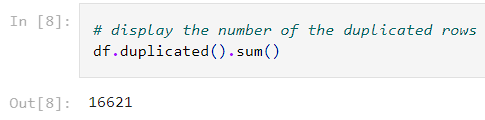 In [8]:
# display the number of the duplicated rows
df.duplicated().sum()
Out[8]: 16621